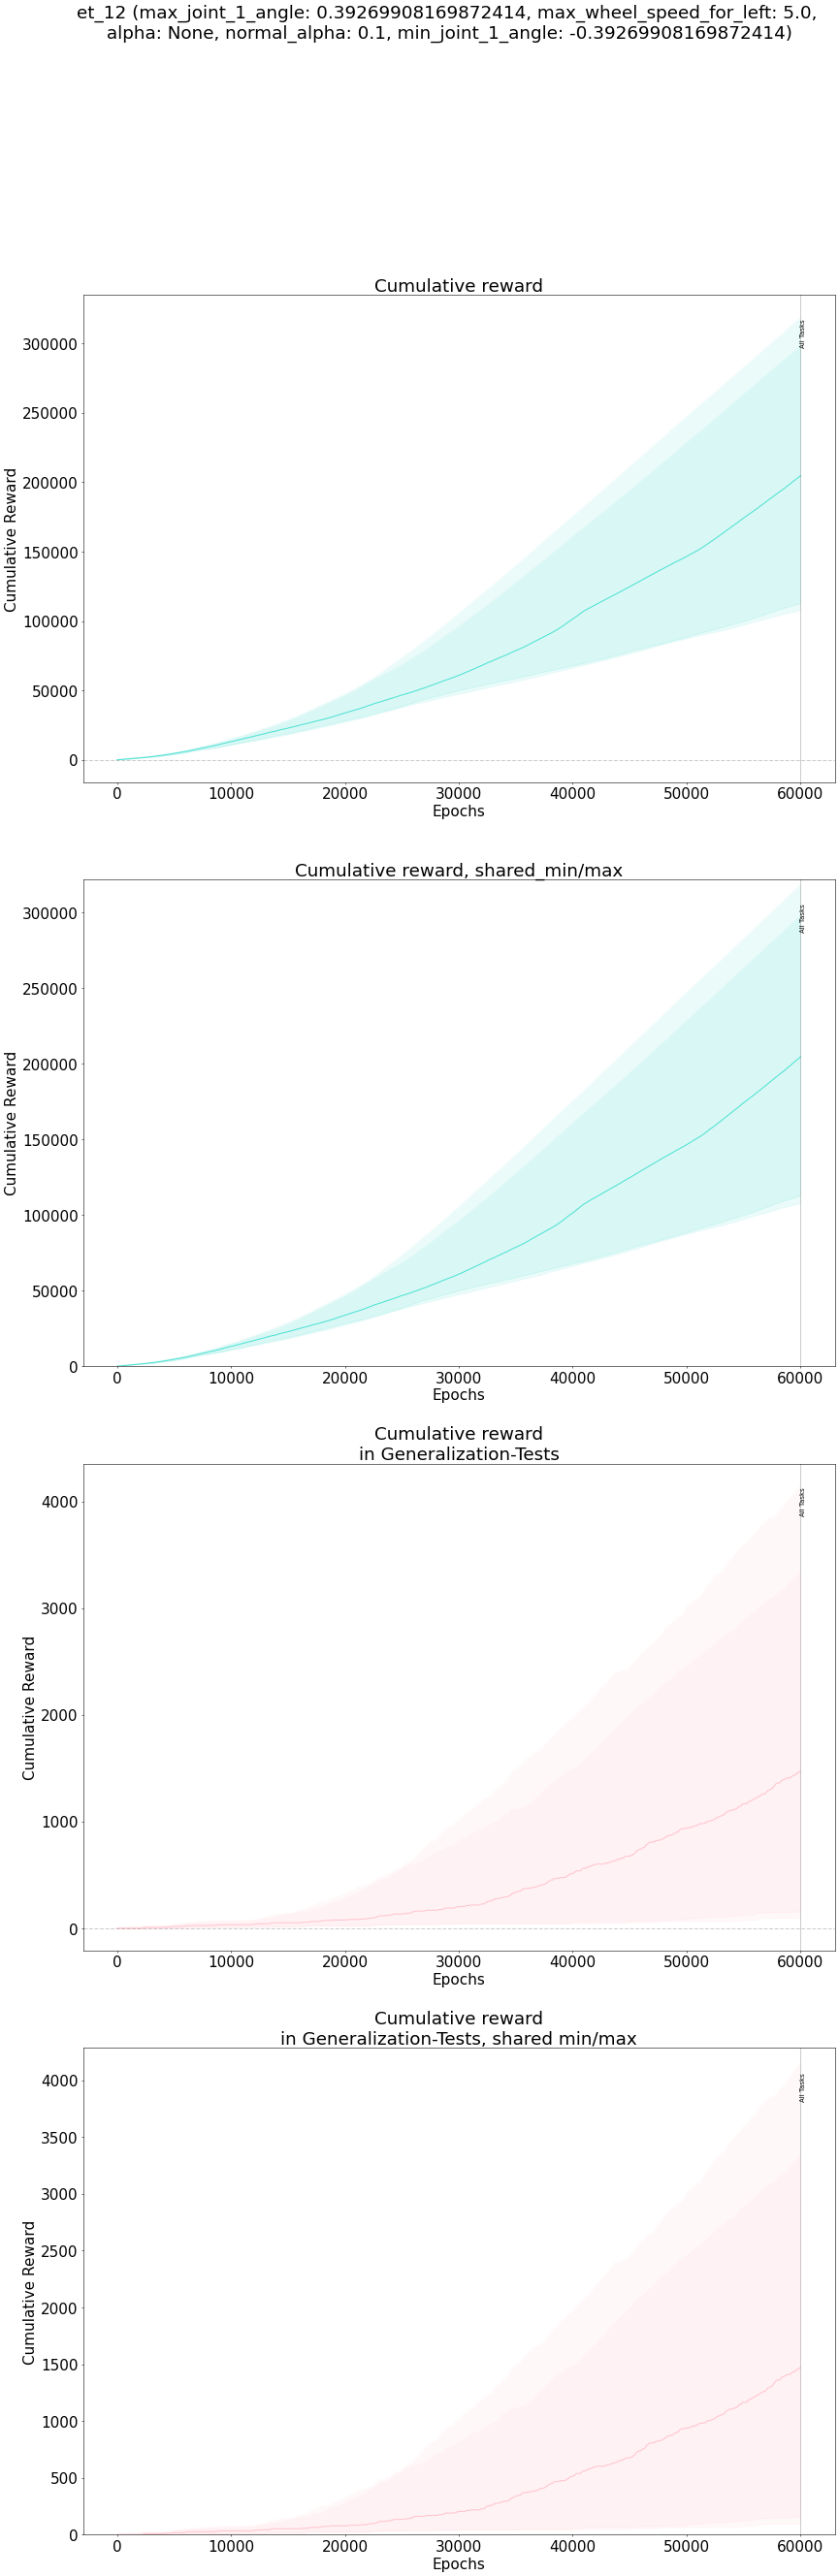 et_12 (max_joint_1_angle: 0.39269908169872414, max_wheel_speed_for_left: 5.0,
alpha: None, normal_alpha: 0.1, min_joint_1_angle: -0.39269908169872414)
Cumulative reward
All Tasks
300000
250000
200000
150000
100000
50000
0
Cumulative Reward
0 10000 20000 30000 40000 50000 60000
Epochs
Cumulative reward, shared_min/max
All Tasks
300000
250000
200000
150000
100000
50000
0
Cumulative Reward
0 10000 20000 30000 40000 50000 60000
Epochs
Cumulative reward
in Generalization-Tests
All Tasks
4000
3000
2000
1000
0
Cumulative Reward
0 10000 20000 30000 40000 50000 60000
Epochs
Cumulative reward
in Generalization-Tests, shared min/max
All Tasks
4000
3500
3000
2500
2000
1500
1000
500
0
Cumulative Reward
0 10000 20000 30000 40000 50000 60000
Epochs